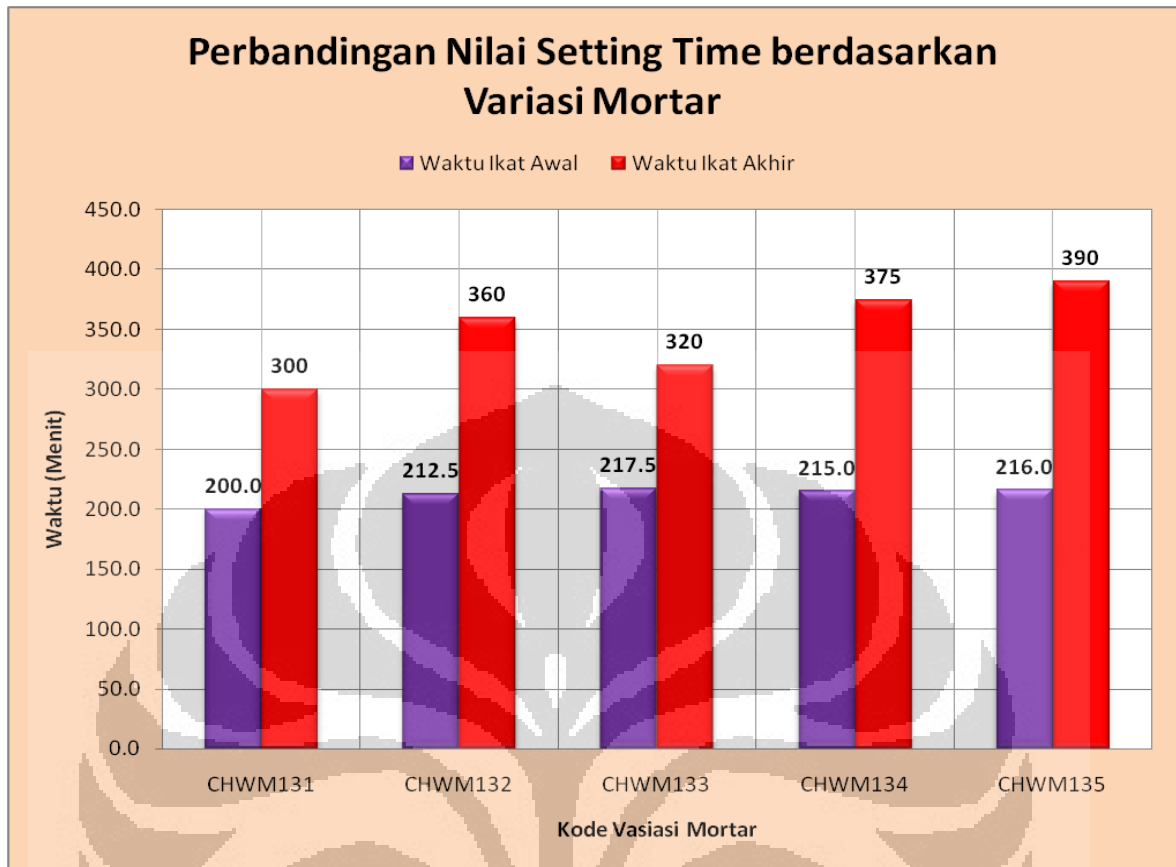 Perbandingan Nilai Setting Time berdasarkan
Variasi Mortar
Waktu Ikat Awal Waktu Ikat Akhir
Waktu (Menit)
450.0
400.0
350.0
300.0
250.0
200.0
150.0
100.0
50.0
0.0
200.0 300
212.5 360
217.5 320
215.0 375
216.0 390
CHWM131 CHWM132 CHWM133 CHWM134 CHWM135
Kode Vasiasi Mortar